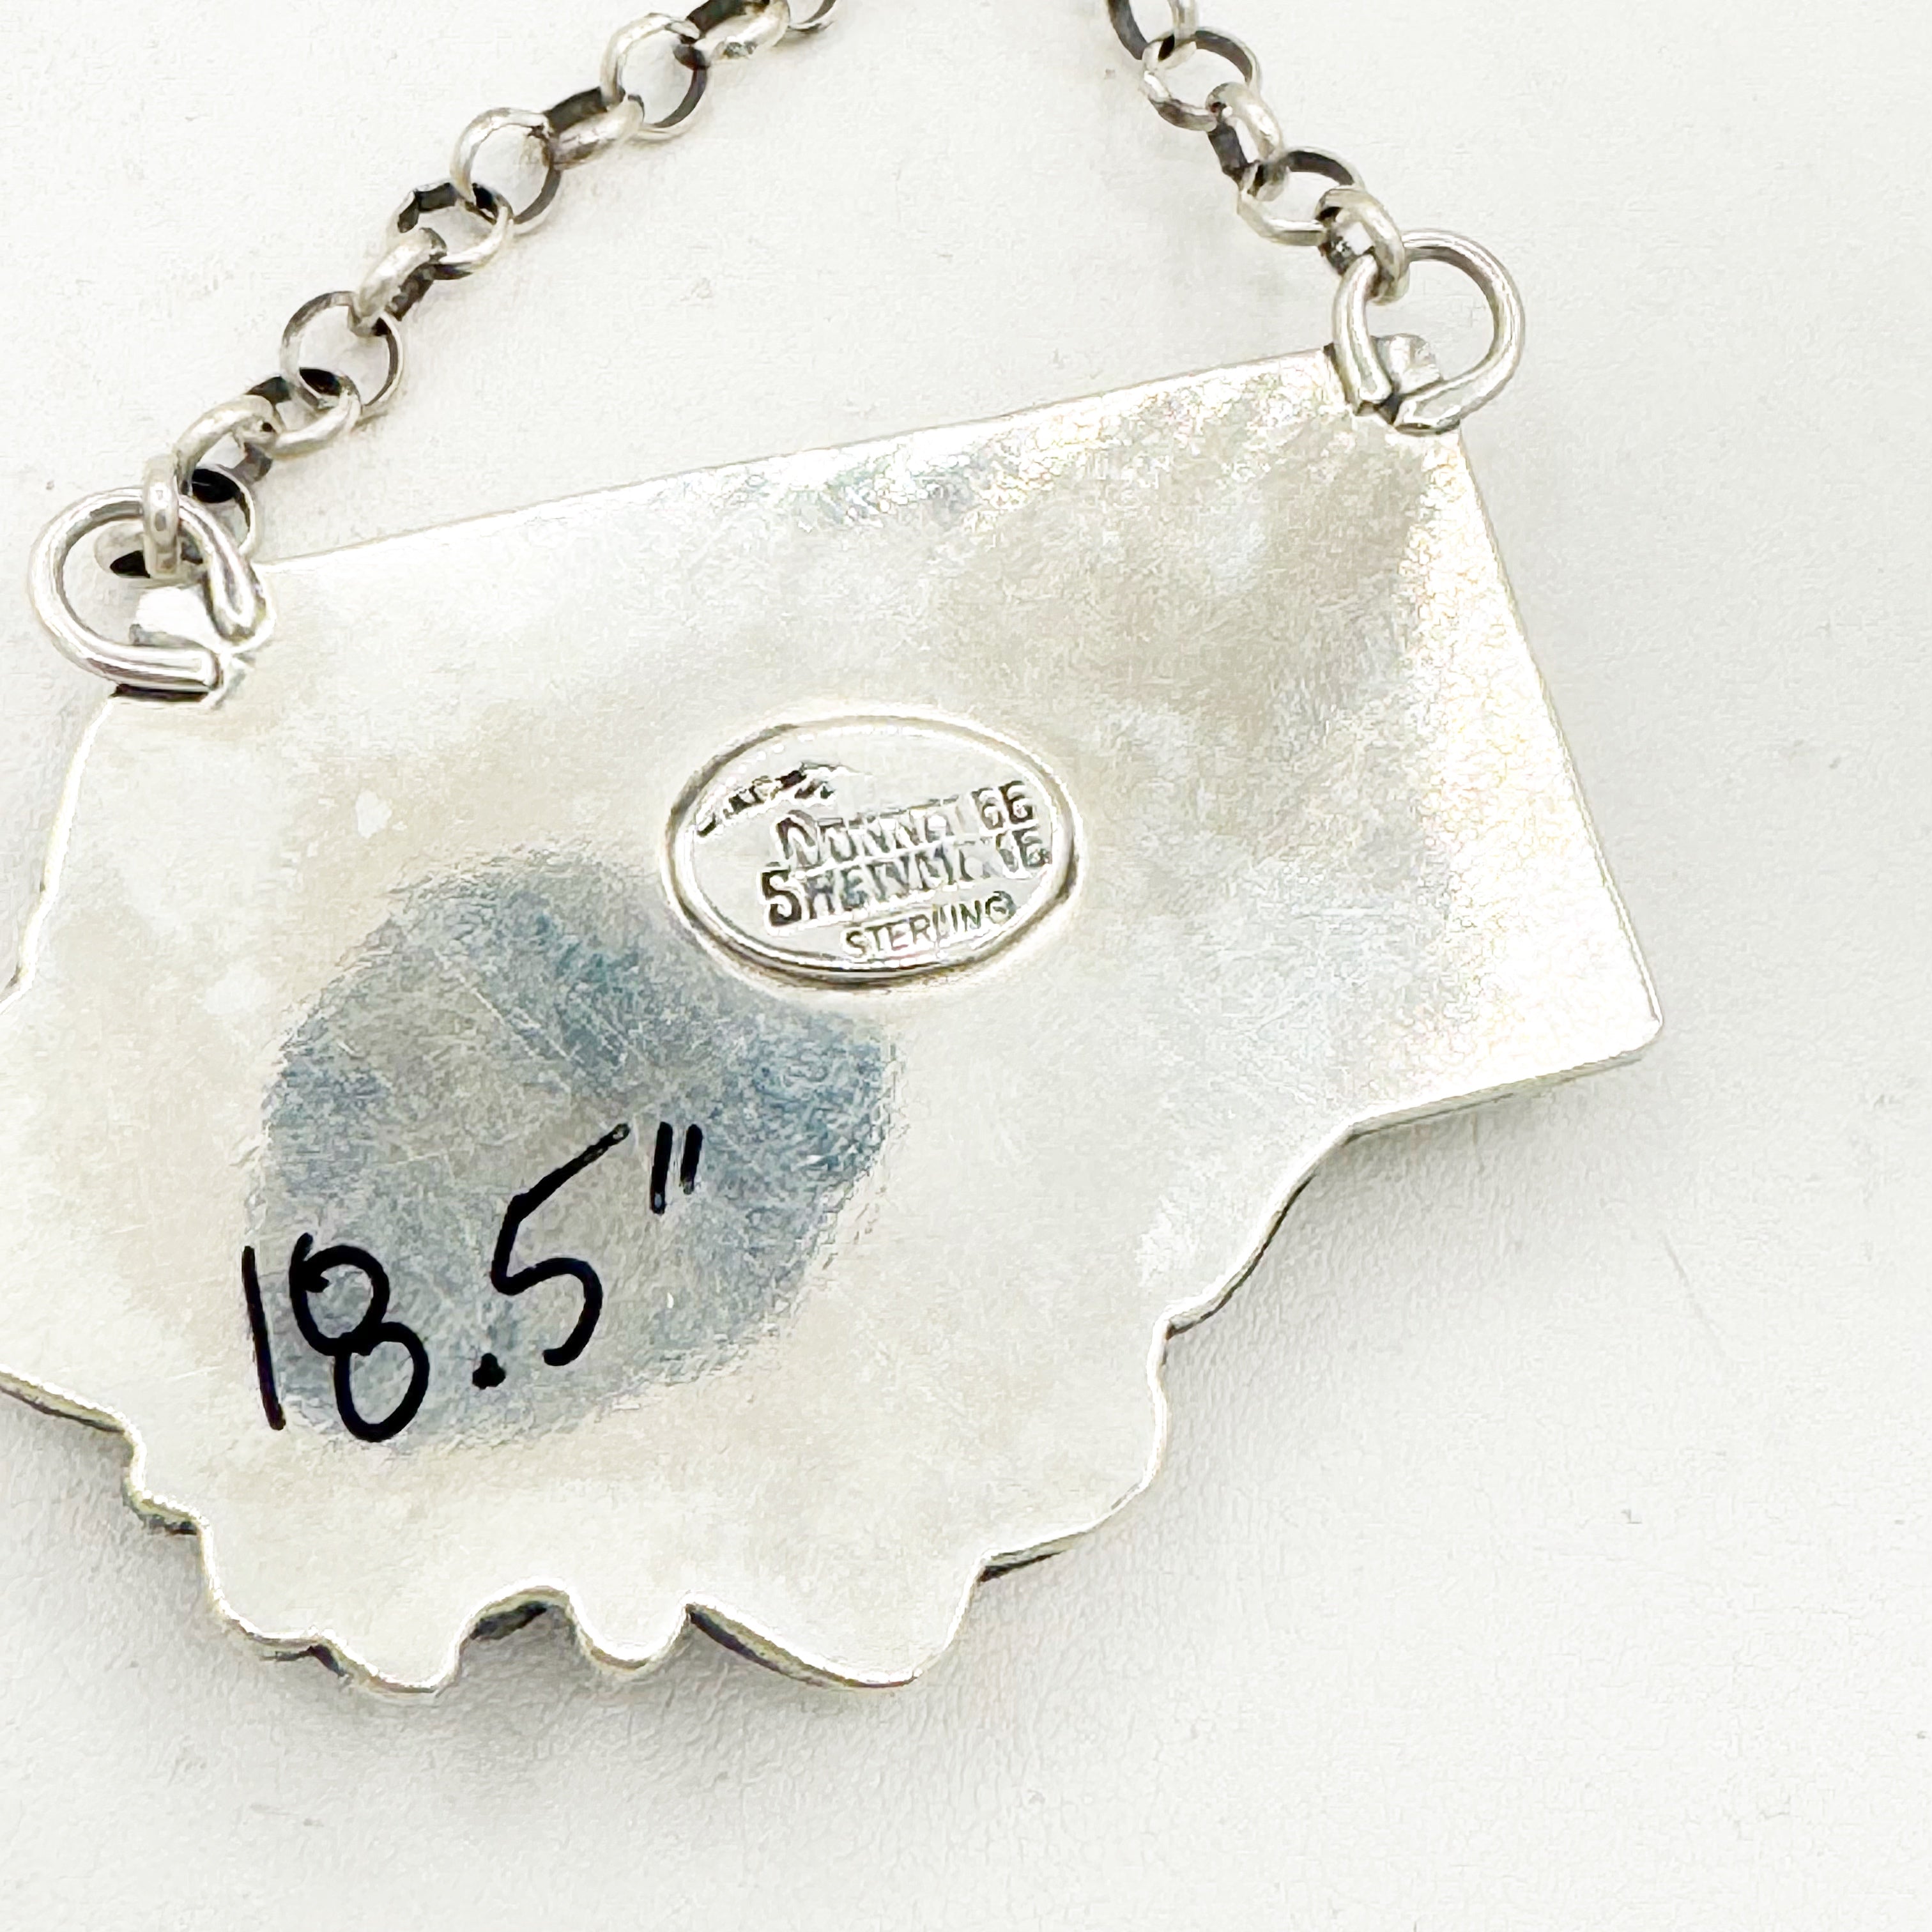 DONNA LEE
SHEWMAKE
STERLING
18.5"